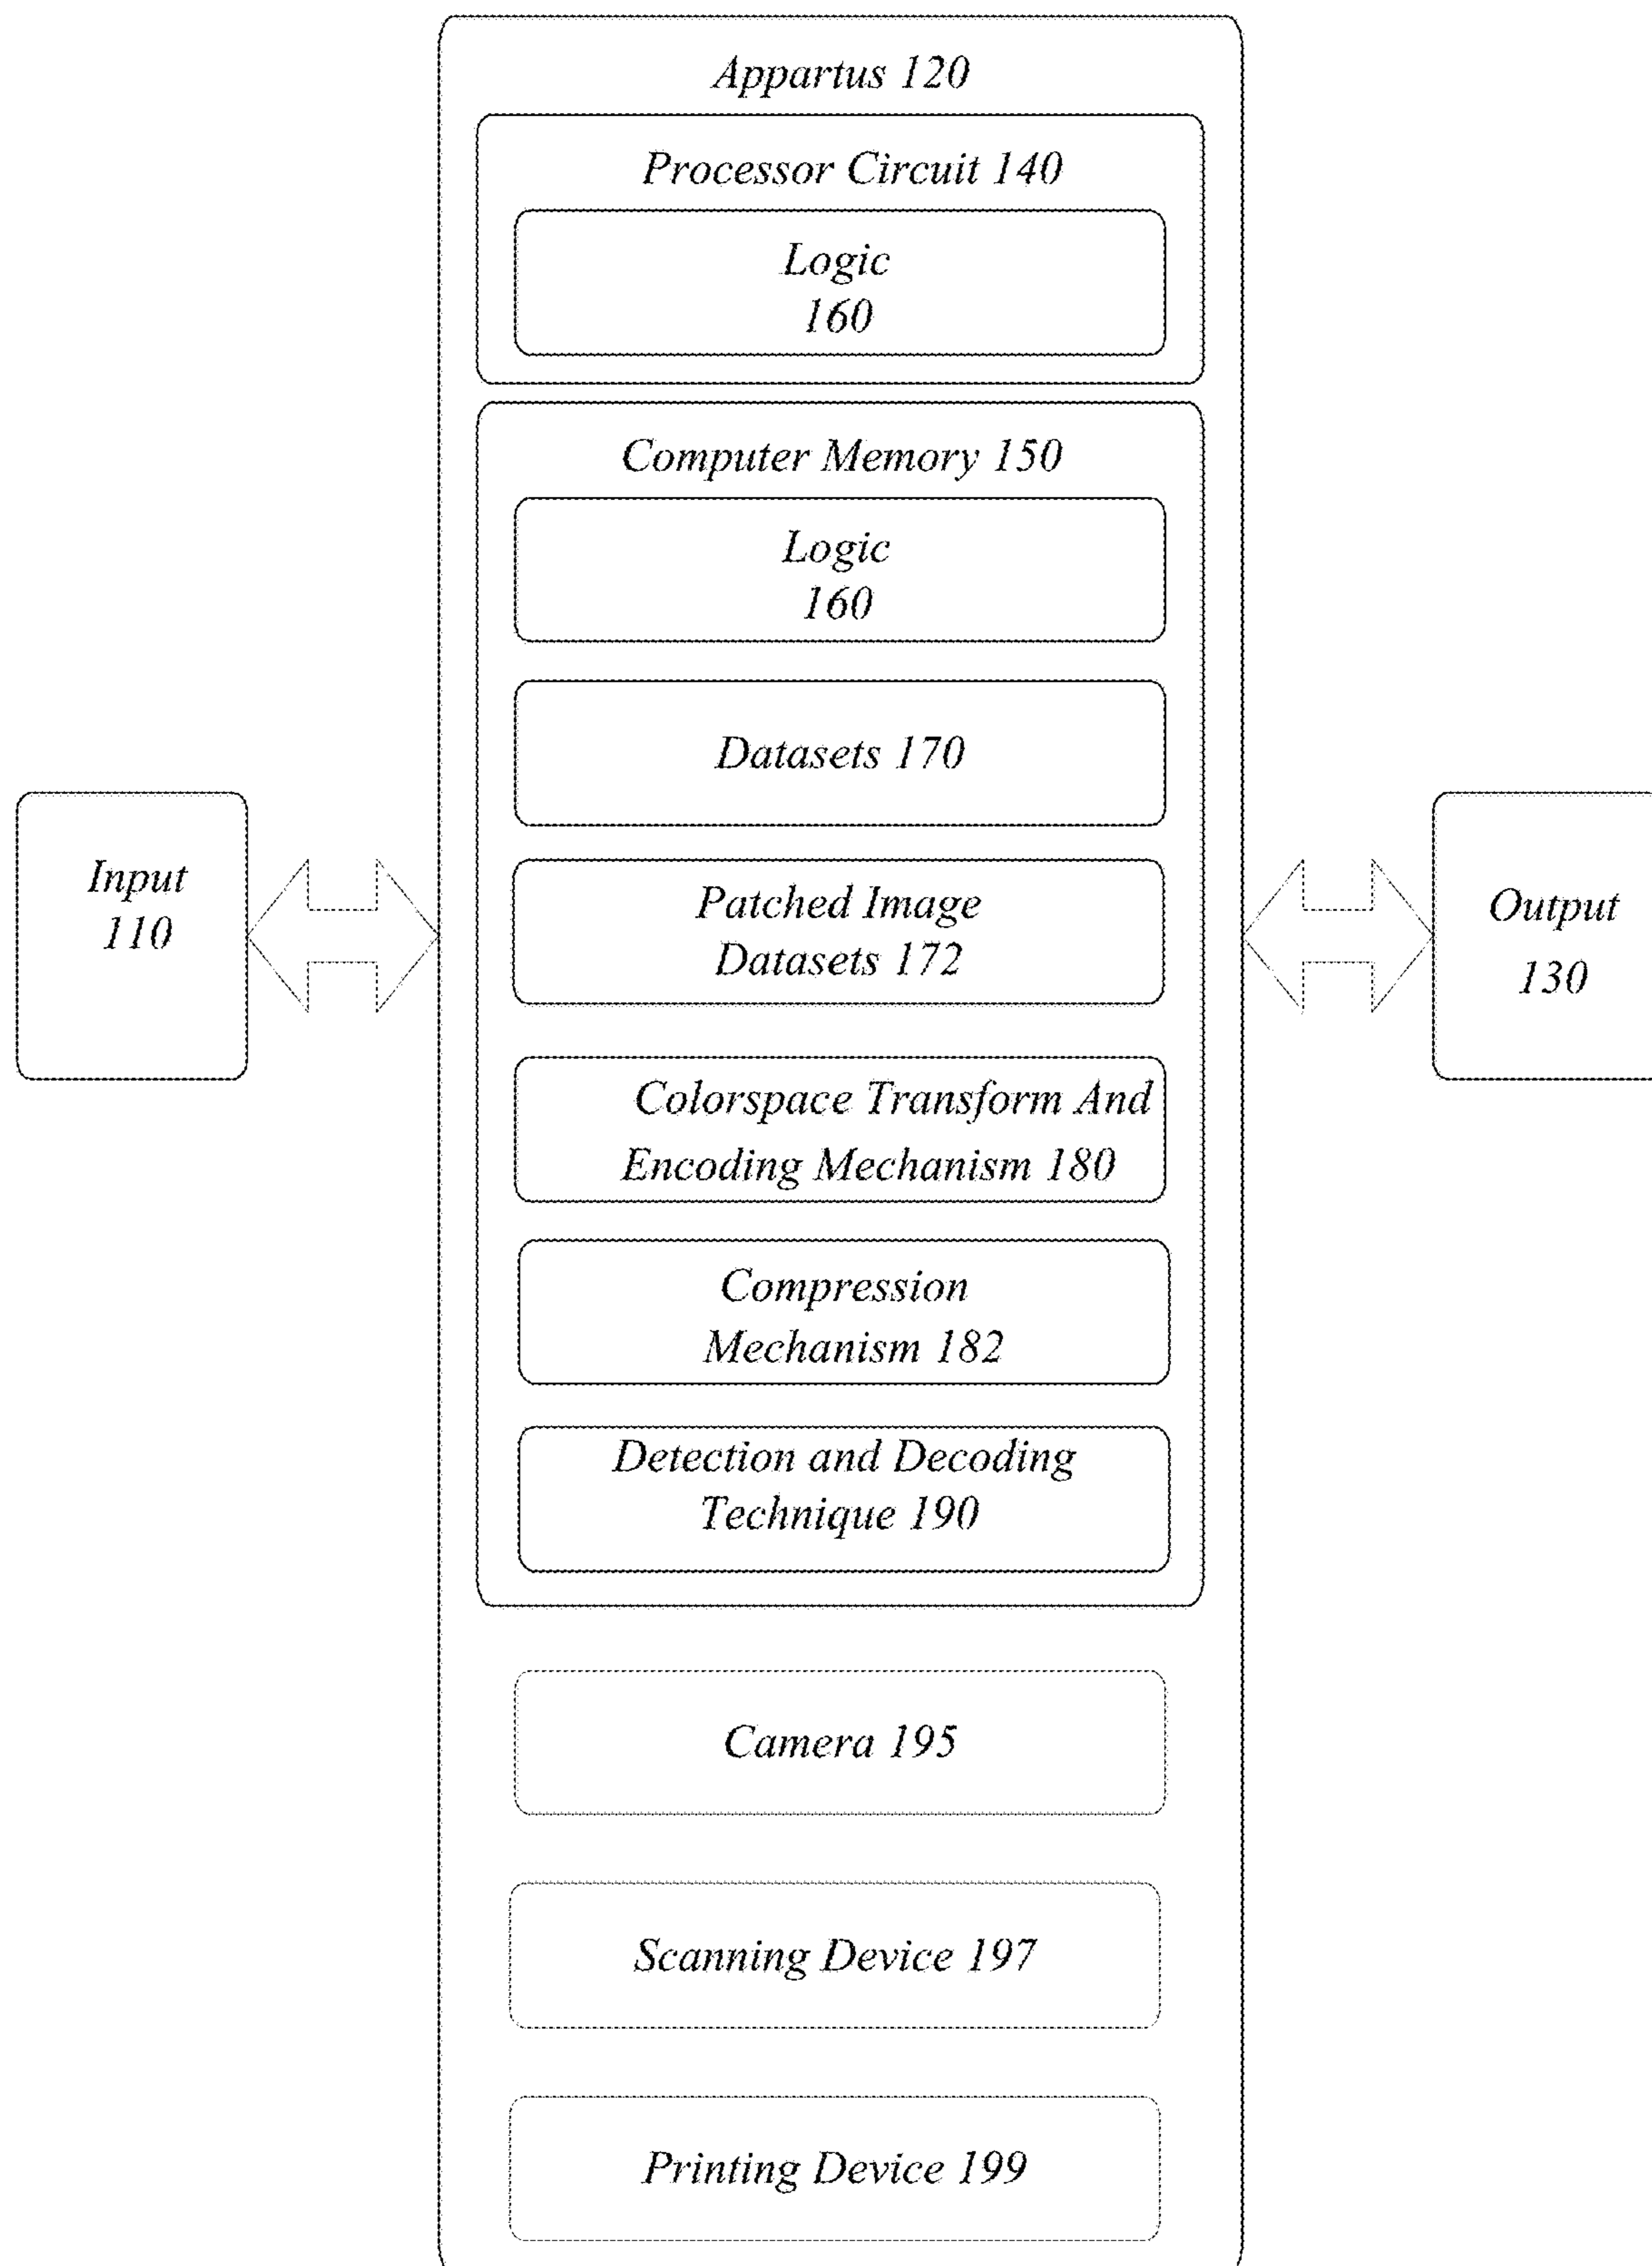 Appartus 120
Processor Circuit 140
Logic
160
Computer Memory 150
Logic
160
Datasets 170
Patched Image
Datasets 172
Colorspace Transform And
Encoding Mechanism 180
Compression
Mechanism 182
Detection and Decoding
Technique 190
Camera 195
Scanning Device 197
Printing Device 199
Input
110
Output
130